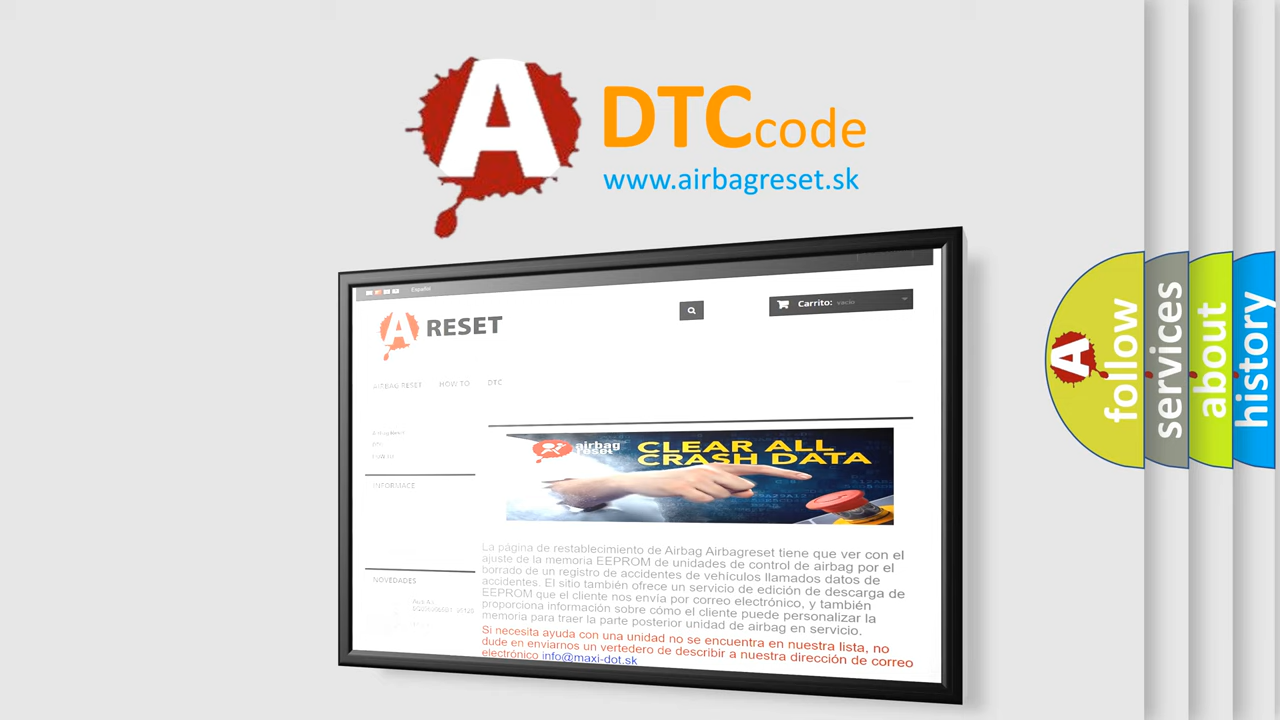 A DTCcode
www.airbagreset.sk
Español
A RESET
Carrito: vacío
AIRBAG RESET HOW TO DTC
INFORMACE
airbag reset
CLEAR ALL
CRASH DATA
La página de restablecimiento de Airbag Airbagreset tiene que ver con el
ajuste de la memoria EEPROM de unidades de control de airbag por el
borrado de un registro de accidentes de vehículos llamados datos de
accidentes. El sitio también ofrece un servicio de edición de descarga de
EEPROM que el cliente nos envía por correo electrónico, y también
proporciona información sobre cómo el cliente puede personalizar la
memoria para traer la parte posterior unidad de airbag en servicio.
Si necesita ayuda con una unidad no se encuentra en nuestra lista, no
dude en enviarnos un vertedero de describir a nuestra dirección de correo
electrónico info@maxi-dot.sk
NOVEDADES
A follow
services
about
history